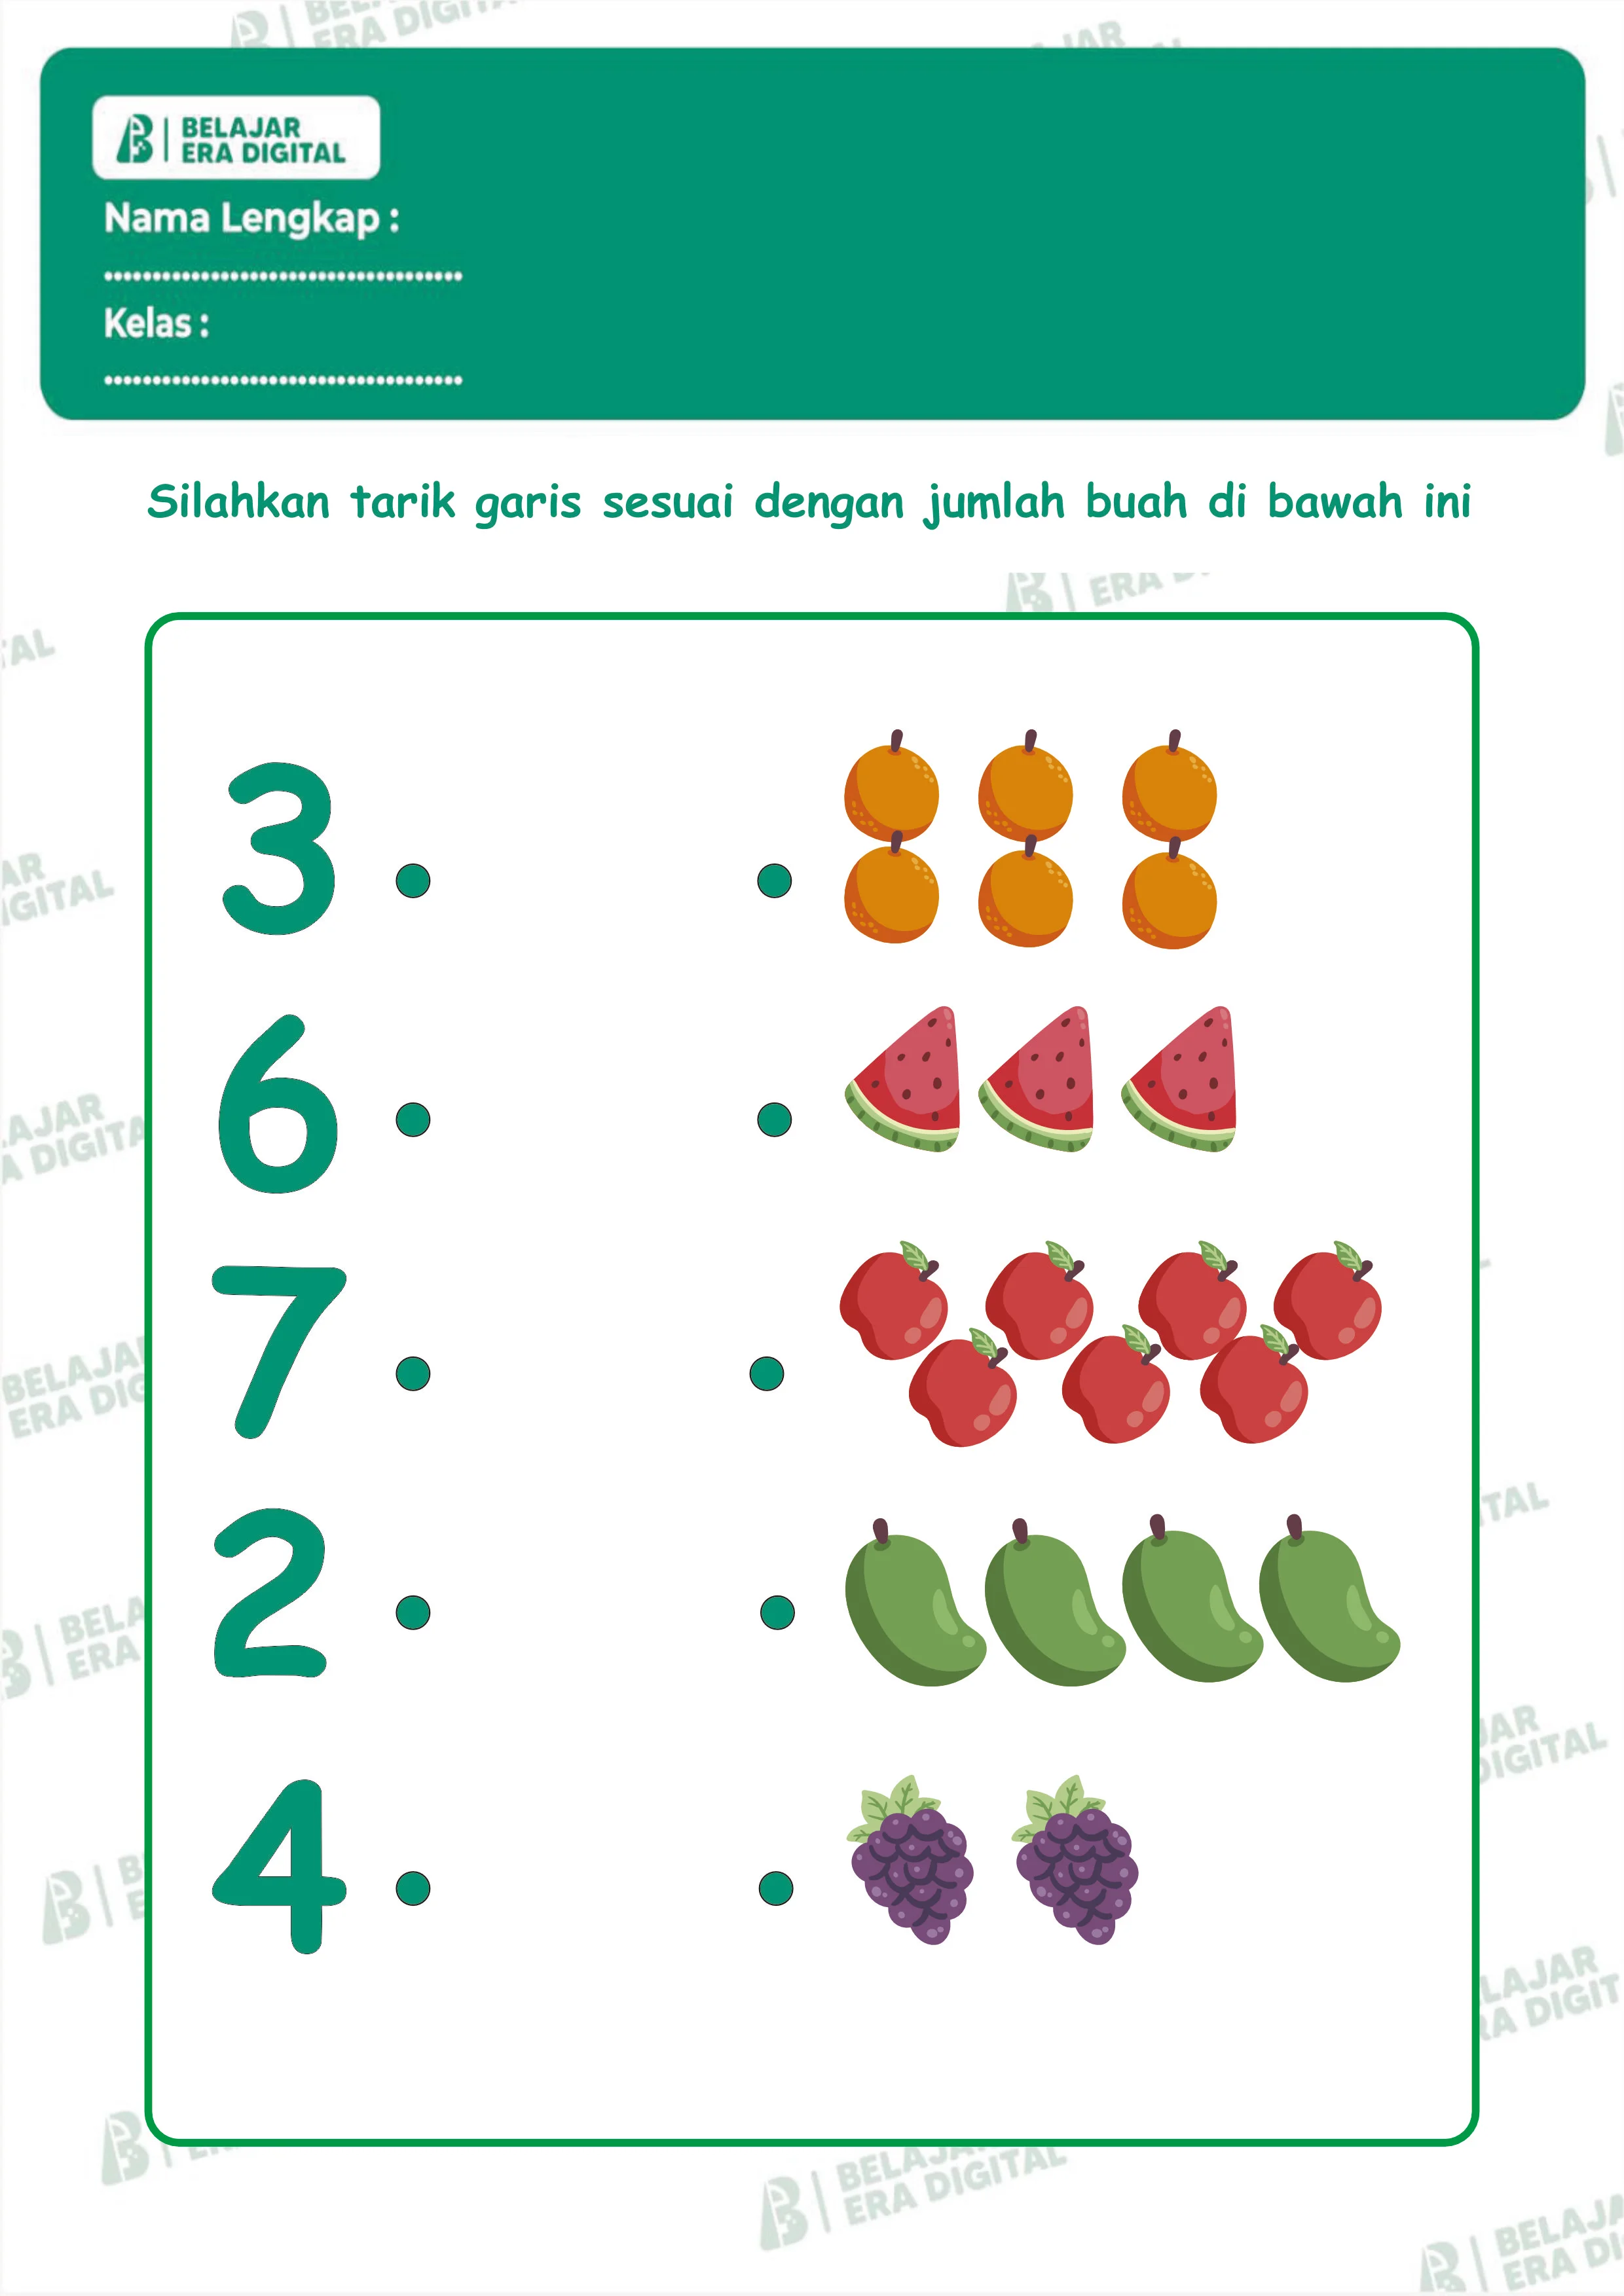 BELAJAR
ERA DIGITAL
Nama Lengkap :
.....................................
Kelas :
.....................................
Silahkan tarik garis sesuai dengan jumlah buah di bawah ini
3
6
7
2
4
BELAJAR
ERA DIGITAL